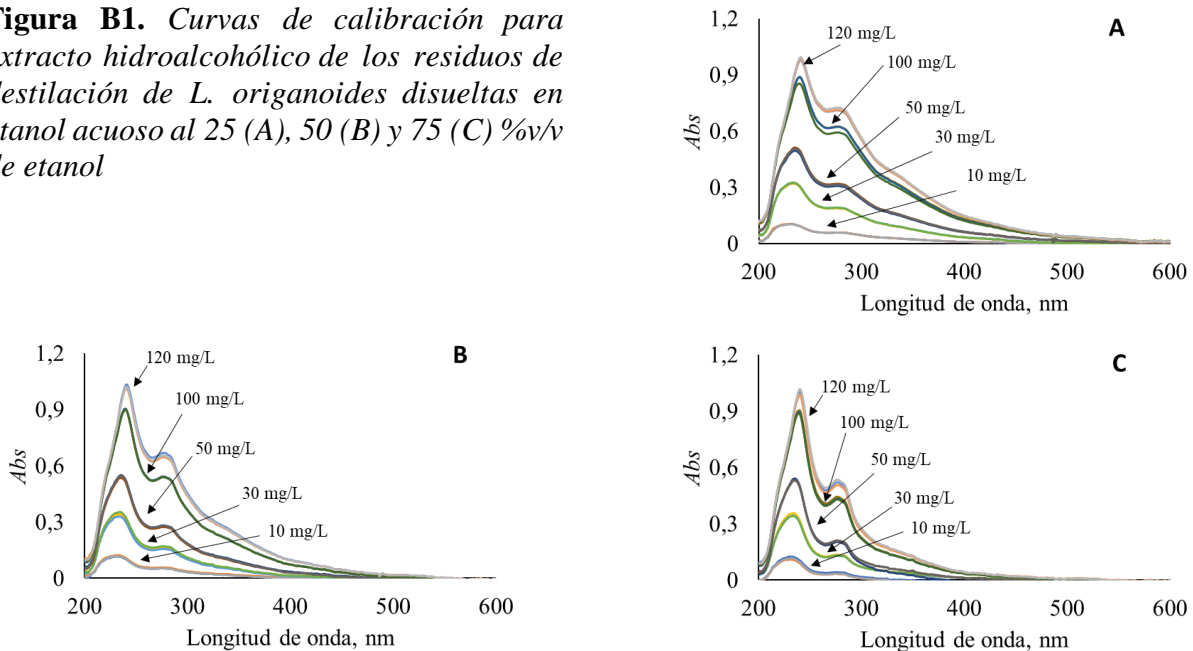 Figura B1. Curvas de calibración para
extracto hidroalcohólico de los residuos de
destilación de L. origanoides disueltas en
etanol acuoso al 25 (A), 50 (B) y 75 (C) %v/v
de etanol
A
1,2
0,9
0,6
0,3
0
Abs
120 mg/L
100 mg/L
50 mg/L
30 mg/L
10 mg/L
200 300 400 500 600
Longitud de onda, nm
B
1,2
0,9
0,6
0,3
0
Abs
120 mg/L
100 mg/L
50 mg/L
30 mg/L
10 mg/L
200 300 400 500 600
Longitud de onda, nm
C
1,2
0,9
0,6
0,3
0
Abs
120 mg/L
100 mg/L
50 mg/L
30 mg/L
10 mg/L
200 300 400 500 600
Longitud de onda, nm